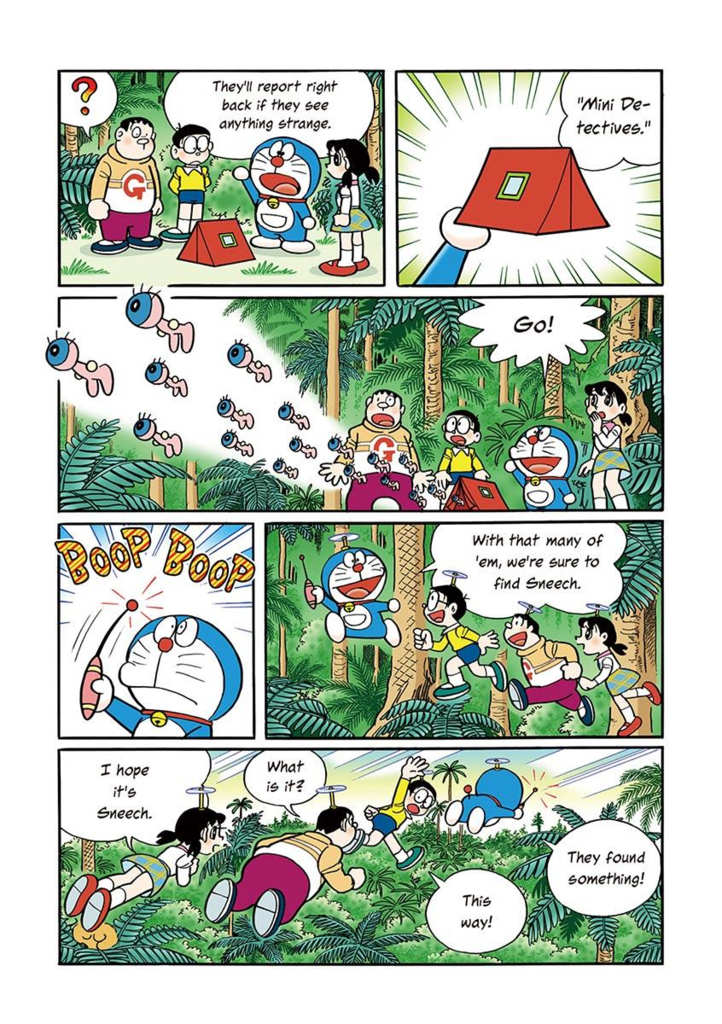 "Mini De-
tectives."
They'll report right
back if they see
anything strange.
?
G
Go!
G
With that many of
'em, we're sure to
find Sneech.
G
BOOP BOOP
They found
something!
This
way!
What
is it?
I hope
it's
Sneech.